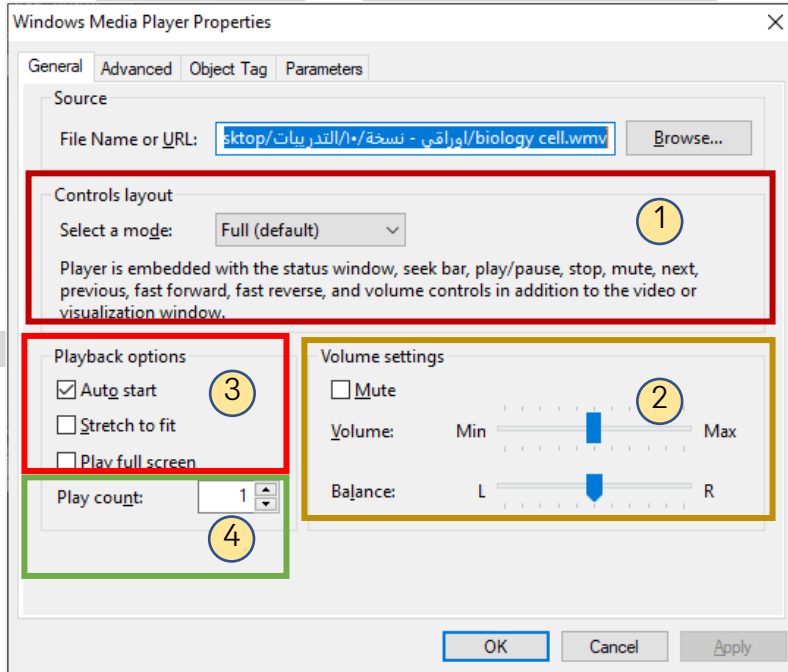 Windows Media Player Properties
General Advanced Object Tag Parameters
Source
File Name or URL: sktop/اوراقي - نسخة/١٠/التدريبات/biology cell.wmv Browse...
Controls layout
1
Select a mode: Full (default)
Player is embedded with the status window, seek bar, play/pause, stop, mute, next,
previous, fast forward, fast reverse, and volume controls in addition to the video or
visualization window.
Playback options
Auto start
3
Stretch to fit
Play full screen
Play count: 1
4
Volume settings
Mute
2
Volume: Min Max
Balance: L R
OK Cancel Apply